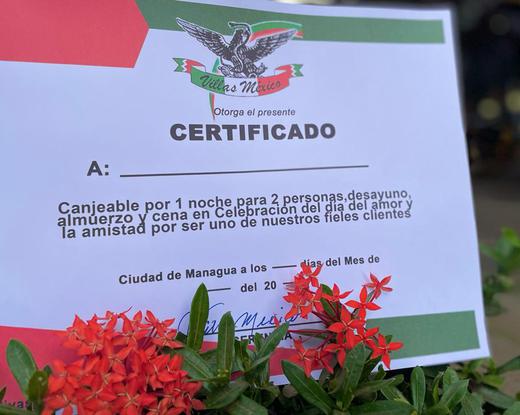 Villas México
Otorga el presente
CERTIFICADO
A:
Canjeable por 1 noche para 2 personas,desayuno,
almuerzo y cena en Celebración del día del amor y
la amistad por ser uno de nuestros fieles clientes
Ciudad de Managua a los días del Mes de
del 20